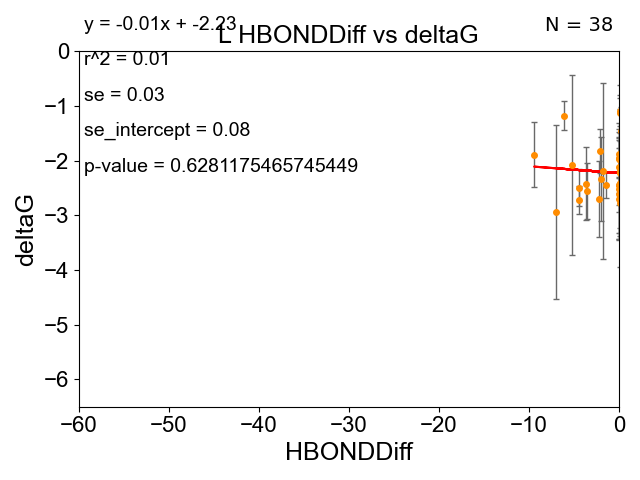 y = -0.01x + -2.23
N = 38
L HBONDDiff vs deltaG
r^2 = 0.01
se = 0.03
se_intercept = 0.08
p-value = 0.6281175465745449
0
−1
−2
−3
−4
−5
−6
deltaG
−60 −50 −40 −30 −20 −10 0
HBONDDiff